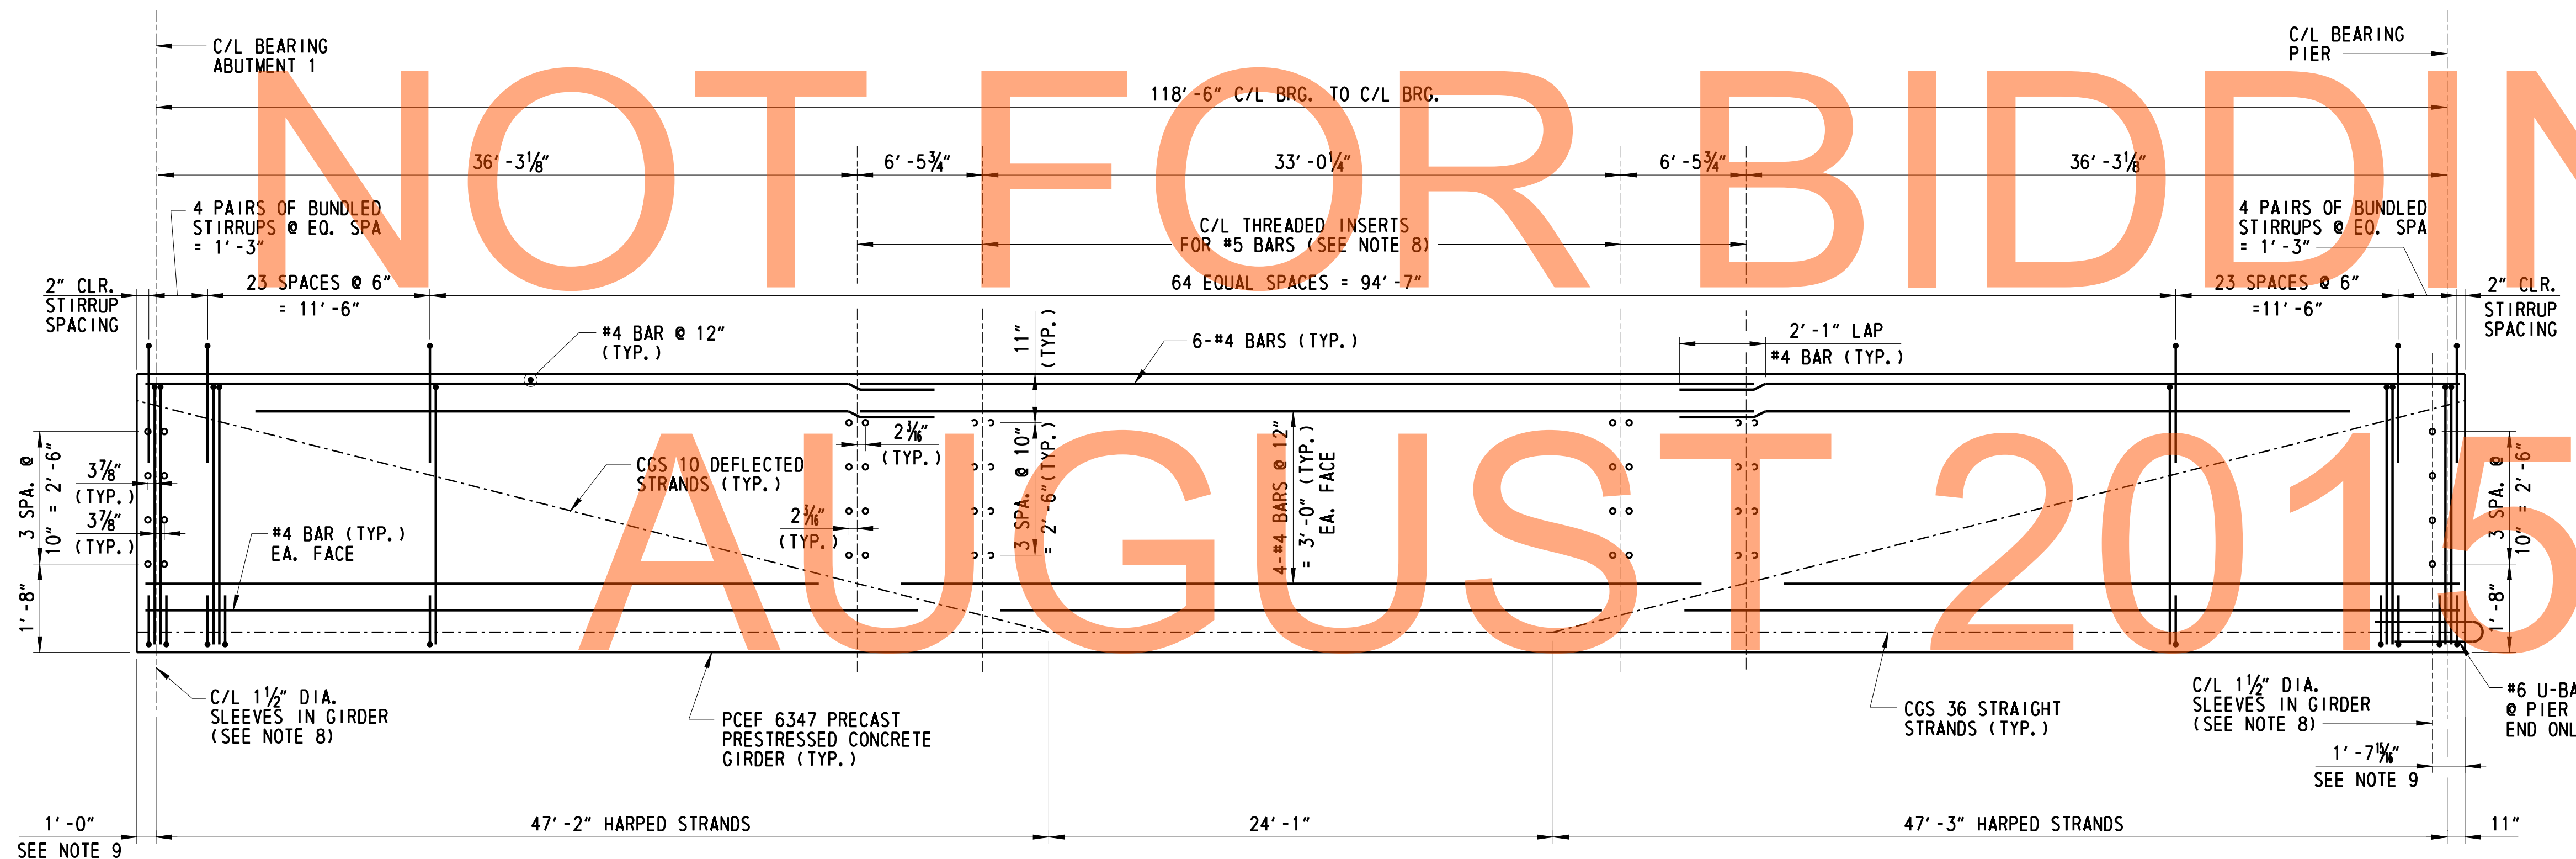 C/L BEARING
ABUTMENT 1
C/L BEARING
PIER
118'-6" C/L BRG. TO C/L BRG.
36'-3⅛"
6'-5¾"
33'-0¼"
6'-5¾"
36'-3⅛"
4 PAIRS OF BUNDLED
STIRRUPS @ EQ. SPA
= 1'-3"
C/L THREADED INSERTS
FOR #5 BARS (SEE NOTE 8)
4 PAIRS OF BUNDLED
STIRRUPS @ EQ. SPA
= 1'-3"
2" CLR.
STIRRUP
SPACING
23 SPACES @ 6"
= 11'-6"
64 EQUAL SPACES = 94'-7"
23 SPACES @ 6"
=11'-6"
2" CLR.
STIRRUP
SPACING
#4 BAR @ 12"
(TYP.)
11"
(TYP.)
6-#4 BARS (TYP.)
2'-1" LAP
#4 BAR (TYP.)
3 SPA. @
10" = 2'-6"
3⅞"
(TYP.)
3⅞"
(TYP.)
#4 BAR (TYP.)
EA. FACE
1'-8"
CGS 10 DEFLECTED
STRANDS (TYP.)
2 3/16"
(TYP.)
2 3/16"
(TYP.)
3 SPA. @ 10"
= 2'-6"(TYP.)
4-#4 BARS @ 12"
= 3'-0" (TYP.)
EA. FACE
3 SPA. @
10" = 2'-6"
1'-8"
C/L 1½" DIA.
SLEEVES IN GIRDER
(SEE NOTE 8)
PCEF 6347 PRECAST
PRESTRESSED CONCRETE
GIRDER (TYP.)
CGS 36 STRAIGHT
STRANDS (TYP.)
C/L 1½" DIA.
SLEEVES IN GIRDER
(SEE NOTE 8)
#6 U-BA
@ PIER
END ONL
1'-7 15/16"
SEE NOTE 9
1'-0"
SEE NOTE 9
47'-2" HARPED STRANDS
24'-1"
47'-3" HARPED STRANDS
11"
NOT FOR BIDDIN
AUGUST 2015